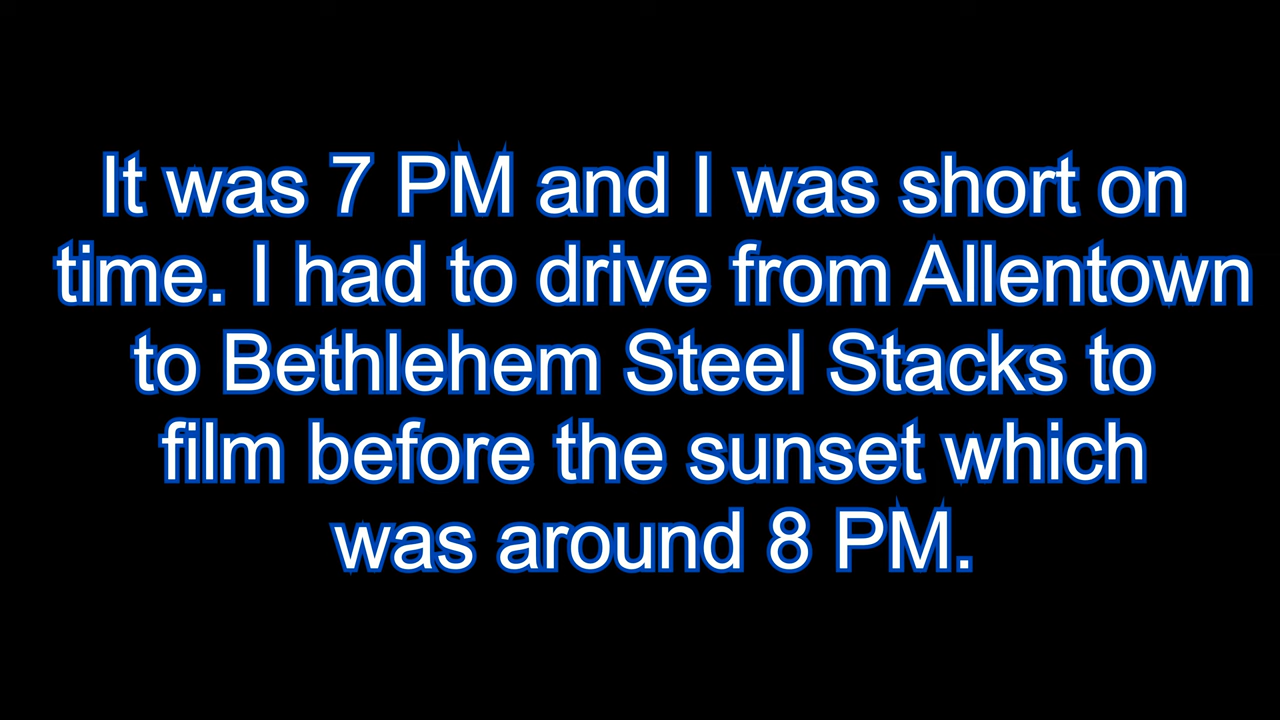 It was 7 PM and I was short on
time. I had to drive from Allentown
to Bethlehem Steel Stacks to
film before the sunset which
was around 8 PM.